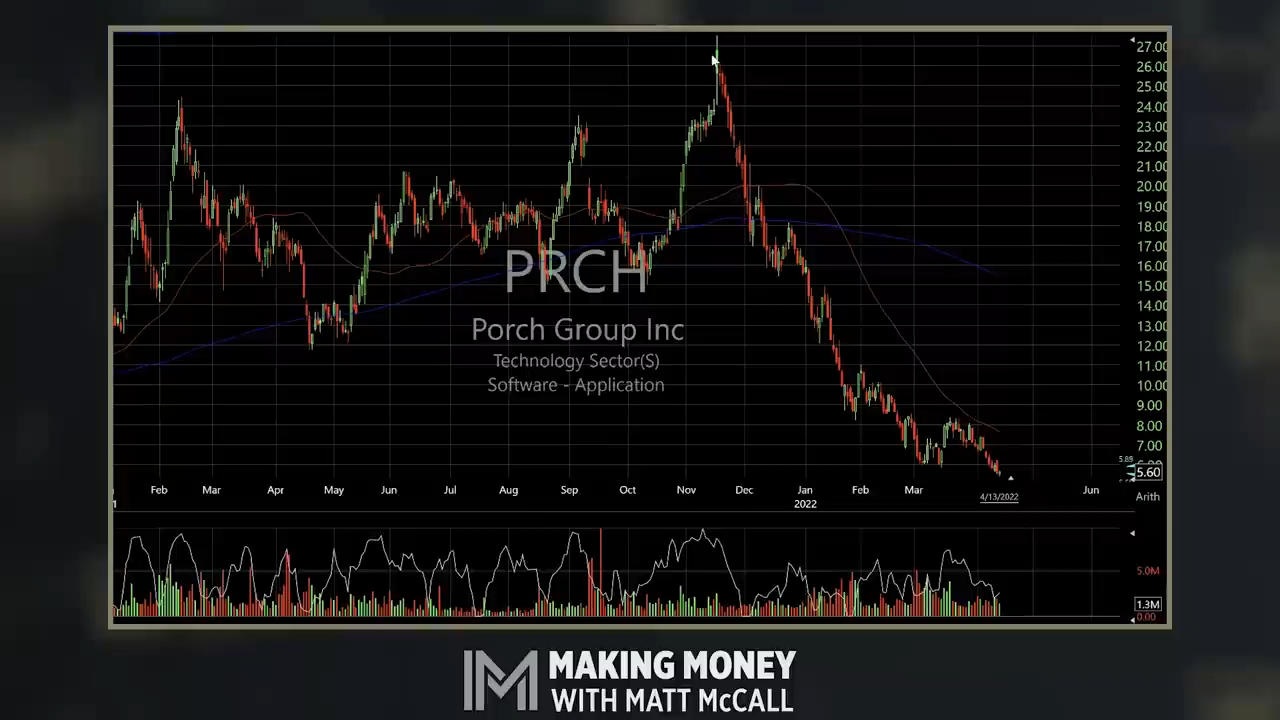 27.00
26.00
25.00
24.00
23.00
22.00
21.00
20.00
19.00
18.00
17.00
16.00
15.00
14.00
13.00
12.00
11.00
10.00
9.00
8.00
7.00
5.89
5.60
PRCH
Porch Group Inc
Technology Sector(S)
Software - Application
Feb Mar Apr May Jun Jul Aug Sep Oct Nov Dec Jan Feb Mar Jun
2022
4/13/2022
Arith
5.0M
1.3M
0.00
M MAKING MONEY
WITH MATT McCALL